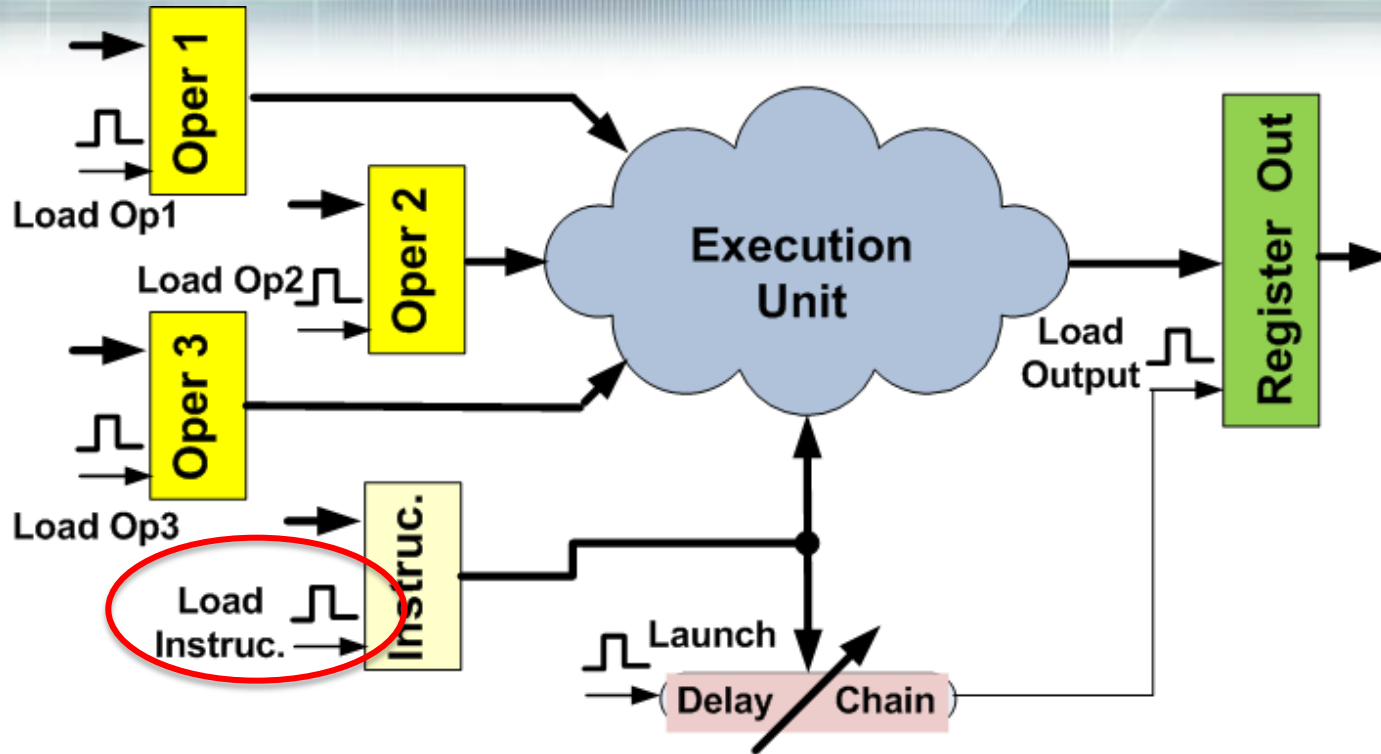 Oper 1
Load Op1
Oper 2
Load Op2
Oper 3
Load Op3
Execution
Unit
Register Out
Load
Output
Instruc.
Load
Instruc.
Launch
Delay Chain